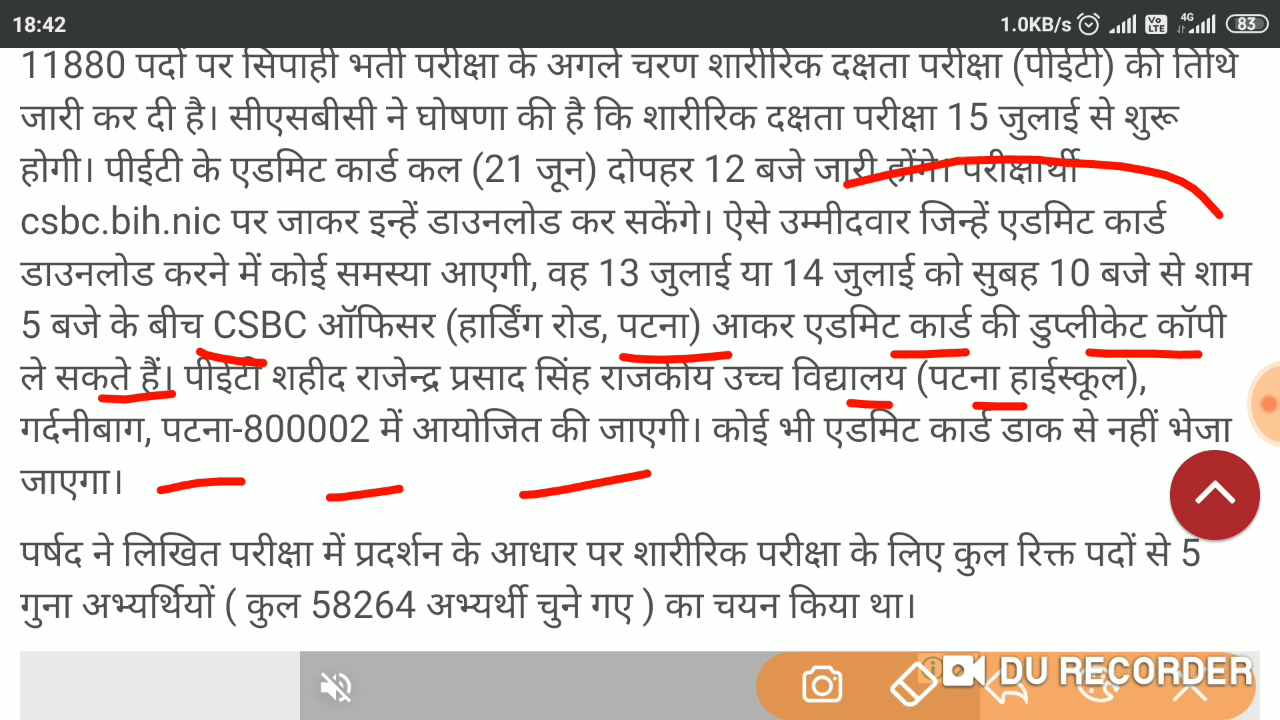 18:42 1.0KB/s Vo LTE 4G 83
11880 पदों पर सिपाही भर्ती परीक्षा के अगले चरण शारीरिक दक्षता परीक्षा (पीईटी) की तिथि
जारी कर दी है। सीएसबीसी ने घोषणा की है कि शारीरिक दक्षता परीक्षा 15 जुलाई से शुरू
होगी। पीईटी के एडमिट कार्ड कल (21 जून) दोपहर 12 बजे जारी होंगे। परीक्षार्थी
csbc.bih.nic पर जाकर इन्हें डाउनलोड कर सकेंगे। ऐसे उम्मीदवार जिन्हें एडमिट कार्ड
डाउनलोड करने में कोई समस्या आएगी, वह 13 जुलाई या 14 जुलाई को सुबह 10 बजे से शाम
5 बजे के बीच CSBC ऑफिसर (हार्डिंग रोड, पटना) आकर एडमिट कार्ड की डुप्लीकेट कॉपी
ले सकते हैं। पीईटी शहीद राजेन्द्र प्रसाद सिंह राजकीय उच्च विद्यालय (पटना हाईस्कूल),
गर्दनीबाग, पटना-800002 में आयोजित की जाएगी। कोई भी एडमिट कार्ड डाक से नहीं भेजा
जाएगा।
पर्षद ने लिखित परीक्षा में प्रदर्शन के आधार पर शारीरिक परीक्षा के लिए कुल रिक्त पदों से 5
गुना अभ्यर्थियों ( कुल 58264 अभ्यर्थी चुने गए ) का चयन किया था।
DU RECORDER